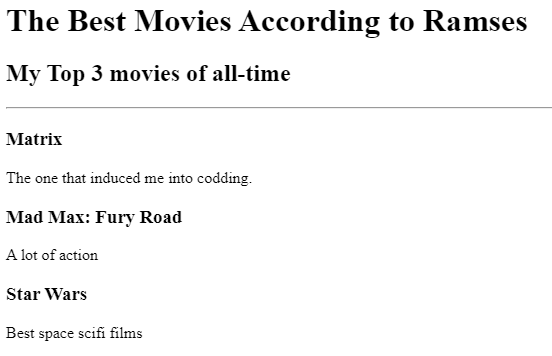 The Best Movies According to Ramses
My Top 3 movies of all-time
Matrix
The one that induced me into codding.
Mad Max: Fury Road
A lot of action
Star Wars
Best space scifi films